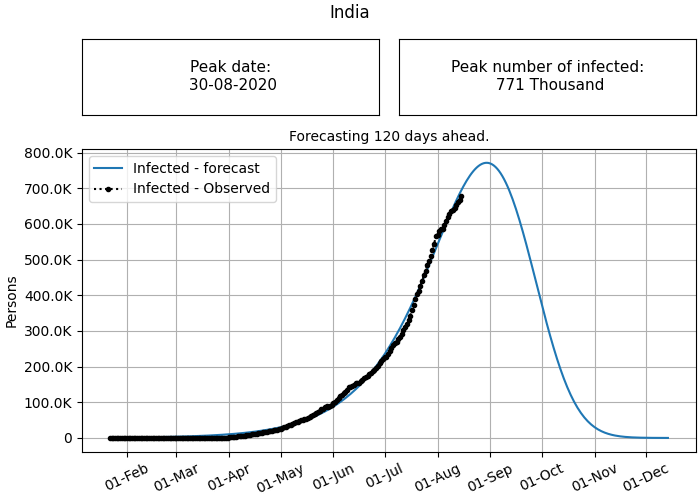 India
Peak date:
30-08-2020
Peak number of infected:
771 Thousand
Forecasting 120 days ahead.
Infected - forecast
Infected - Observed
800.0K
700.0K
600.0K
500.0K
400.0K
300.0K
200.0K
100.0K
0
Persons
01-Feb
01-Mar
01-Apr
01-May
01-Jun
01-Jul
01-Aug
01-Sep
01-Oct
01-Nov
01-Dec